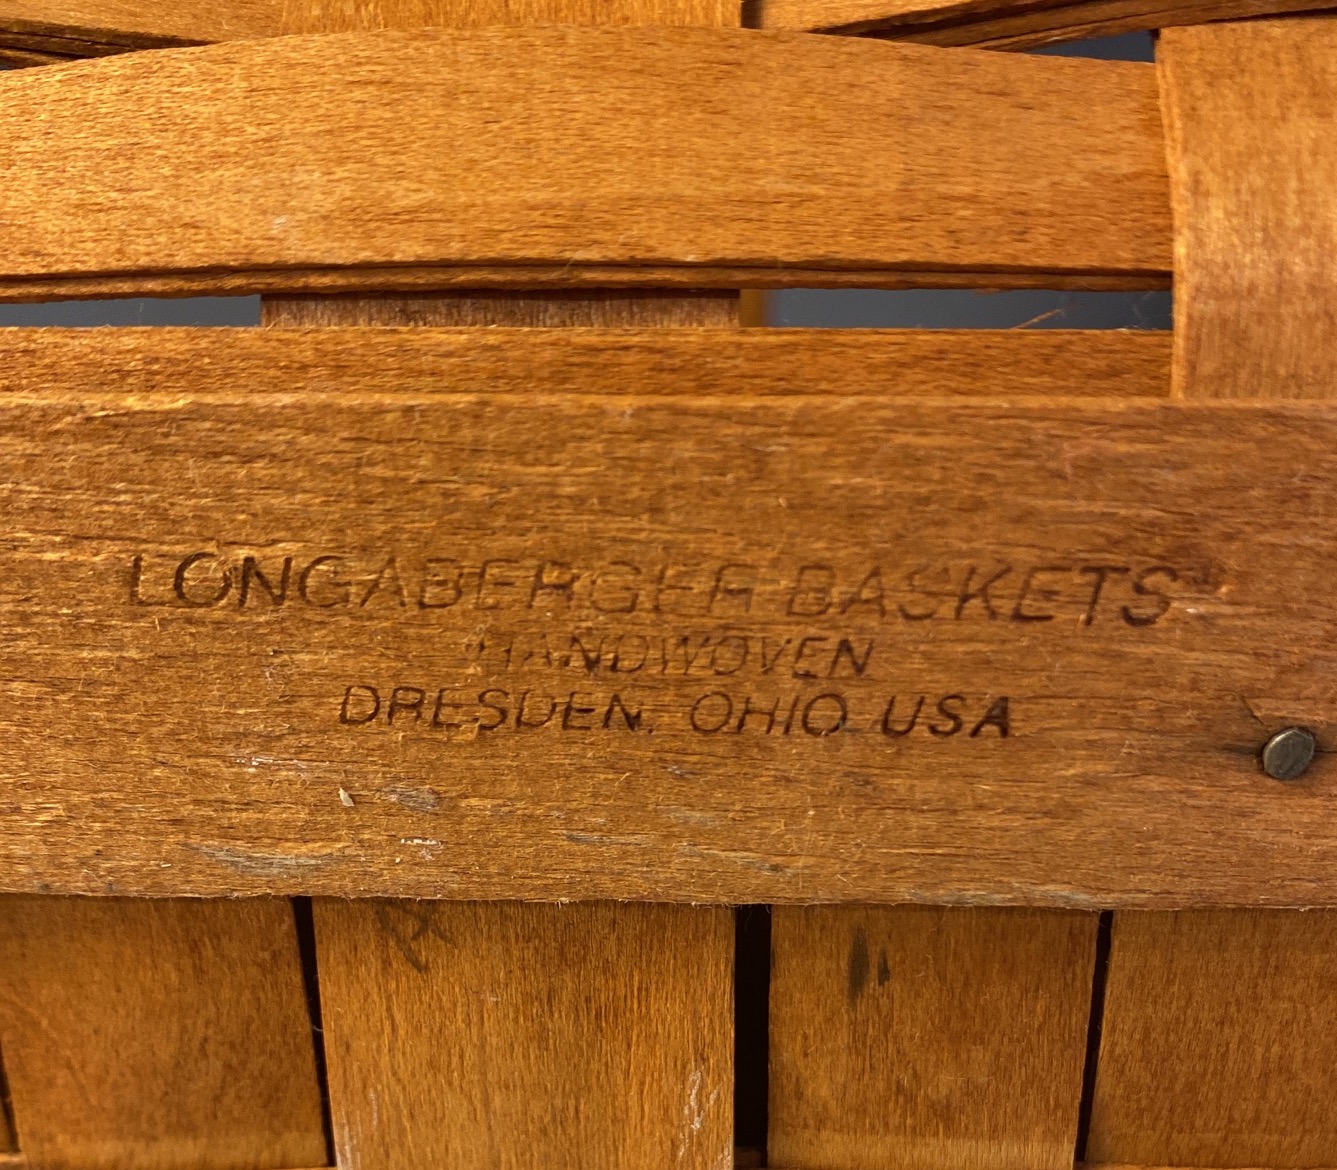 LONGABERGER BASKETS®
HANDWOVEN
DRESDEN, OHIO USA